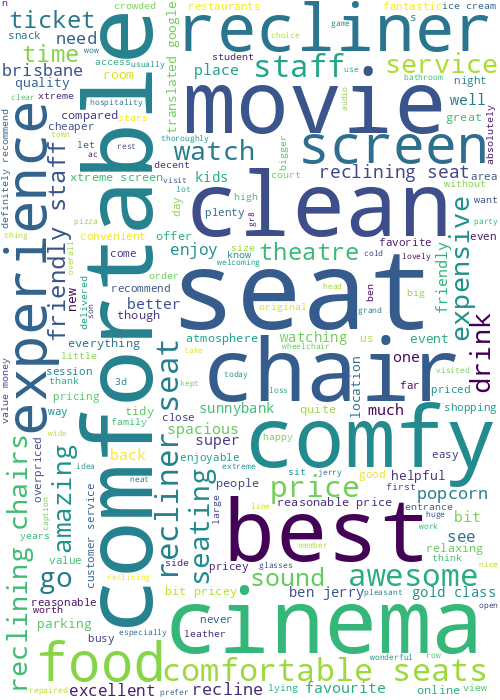 n
crowded
restaurants
fantastic
ice cream
ticket
recliner
snack
need
wow
s
game
time
access
usually
student
choice
staff
service
brisbane
room
place
use
night
quality
hospitality
translated google
movie
bathroom
clear
xtreme
stars
town
thoroughly
audio
well
compared
watch
screen
great
cheaper
rest
bigger
absolutely
definitely recommend
let
ac
decent
court
reclining seat
area
xtreme screen
visit
kids
without
experience
friendly staff
comfortable
lot
high
clean
want
thing
pizza
plenty
gr8
favorite
party
overall
day
convenient
offer
size
even
come
enjoy
know
theatre
friendly
expensive
new
son
order
welcoming
cold
lovely
delivered
recommend
seat
ben
big
better
head
original
grand
though
everything
atmosphere
watching
us
event
drink
little
take
wheelchair
value money
session
3d
chair
one
visited
thank
kept
today
loss
far
priced
pricing
location
way
family
sunnybank
much
shopping
tidy
close
quite
reclining chairs
recliner seat
spacious
comfy
overpriced
amazing
back
super
happy
easy
wide
idea
enjoyable
extreme
sit
jerry
good
helpful
neat
seating
people
first
customer service
price
popcorn
years
value
large
best
reasonable price
entrance
caption
line
huge
bit
work
see
side
pricey
glasses
relaxing
member
think
nice
go
sound
awesome
reclining
reasonable
bit pricey
ben jerry
pleasant
gold class
worth
never
open
parking
cinema
busy
leather
especially
food
wonderful
row
comfortable seats
repaired
excellent
prefer
recline
lying
favourite
online
view